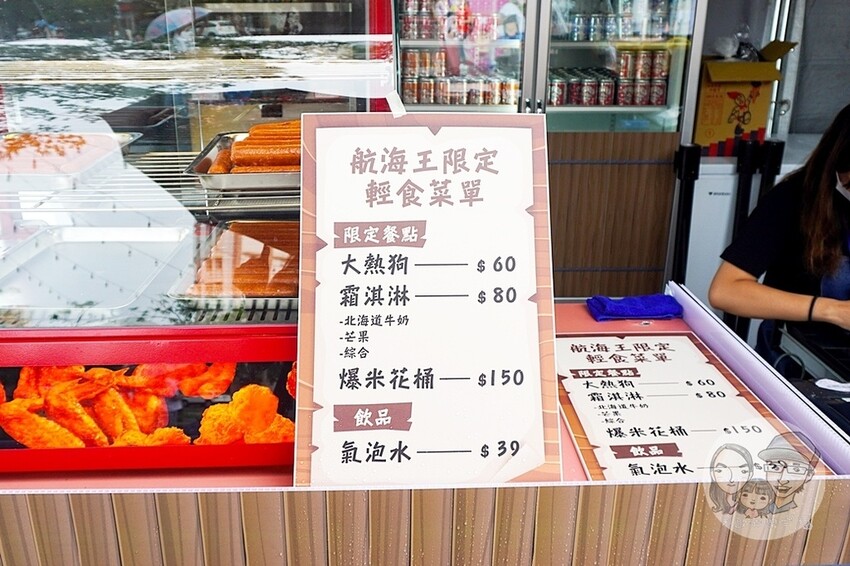 航海王限定
輕食菜單
限定餐點
大熱狗 —— $60
霜淇淋 —— $80
-北海道牛奶
-芒果
-綜合
爆米花桶 —— $150
飲品
氣泡水 —— $39
航海王限定
輕食菜單
限定餐點
大熱狗 —— $60
霜淇淋 —— $80
-北海道牛奶
-芒果
-綜合
爆米花桶 —— $150
飲品
氣泡水